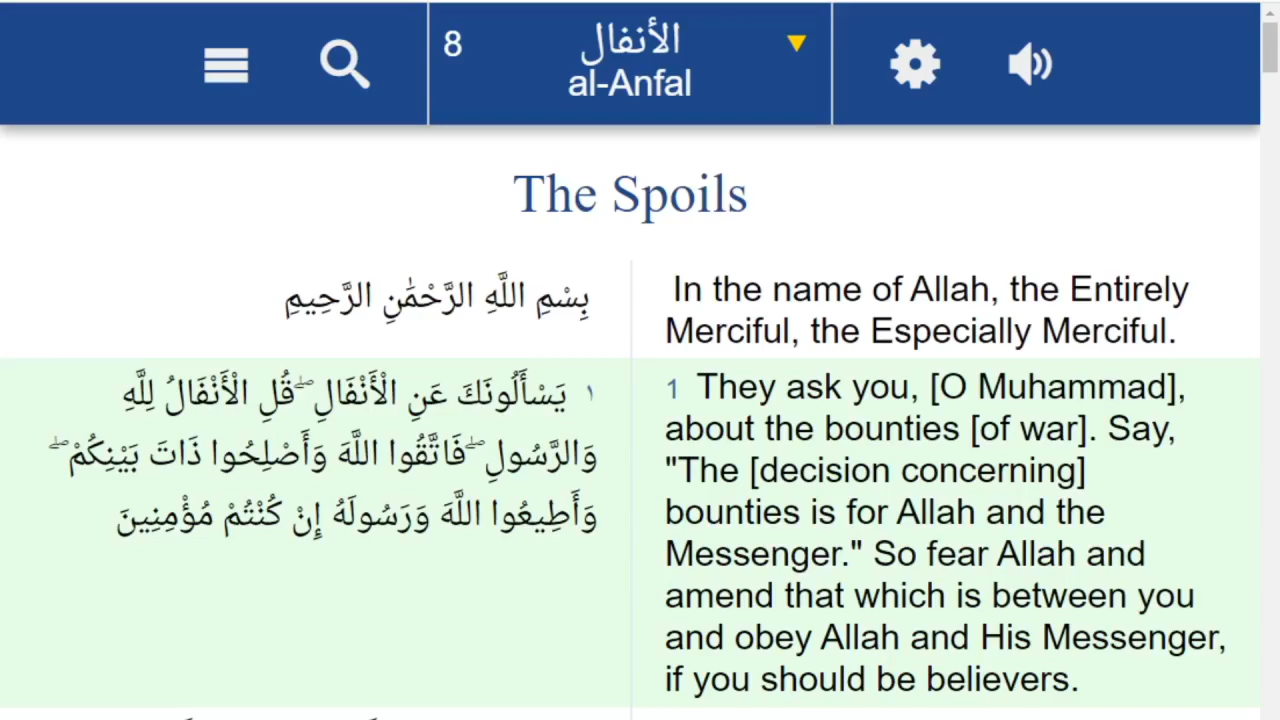 8
الأنفال
al-Anfal
The Spoils
بِسْمِ اللَّهِ الرَّحْمَٰنِ الرَّحِيمِ
In the name of Allah, the Entirely
Merciful, the Especially Merciful.
١ يَسْأَلُونَكَ عَنِ الْأَنْفَالِ ۖ قُلِ الْأَنْفَالُ لِلَّهِ
وَالرَّسُولِ ۖ فَاتَّقُوا اللَّهَ وَأَصْلِحُوا ذَاتَ بَيْنِكُمْ ۖ
وَأَطِيعُوا اللَّهَ وَرَسُولَهُ إِنْ كُنْتُمْ مُؤْمِنِينَ
1 They ask you, [O Muhammad],
about the bounties [of war]. Say,
"The [decision concerning]
bounties is for Allah and the
Messenger." So fear Allah and
amend that which is between you
and obey Allah and His Messenger,
if you should be believers.